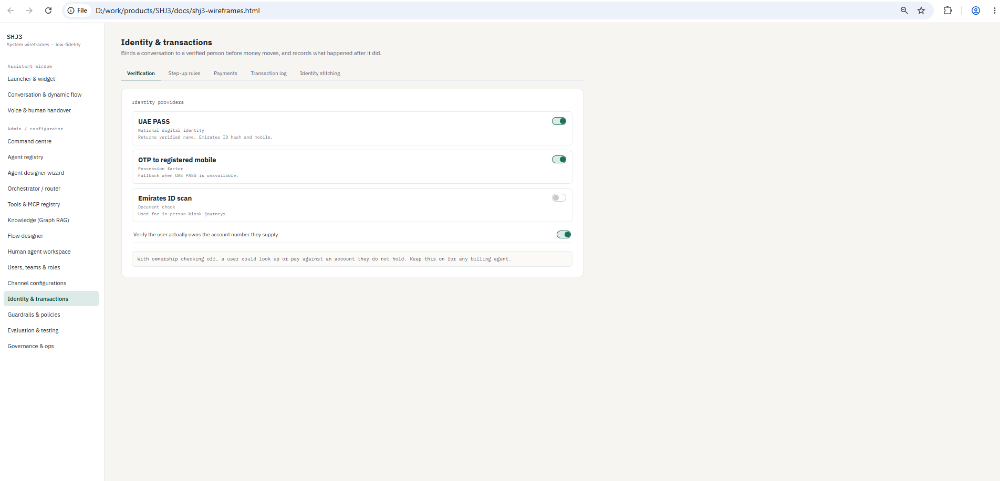 File
D:/work/products/SHJ3/docs/shj3-wireframes.html
SHJ3
System wireframes — low-fidelity
Assistant window
Launcher & widget
Conversation & dynamic flow
Voice & human handover
Admin / configurator
Command centre
Agent registry
Agent designer wizard
Orchestrator / router
Tools & MCP registry
Knowledge (Graph RAG)
Flow designer
Human agent workspace
Users, teams & roles
Channel configurations
Identity & transactions
Guardrails & policies
Evaluation & testing
Governance & ops
Identity & transactions
Binds a conversation to a verified person before money moves, and records what happened after it did.
Verification Step-up rules Payments Transaction log Identity stitching
Identity providers
UAE PASS
National digital identity
Returns verified name, Emirates ID hash and mobile.
OTP to registered mobile
Possession factor
Fallback when UAE PASS is unavailable.
Emirates ID scan
Document check
Used for in-person kiosk journeys.
Verify the user actually owns the account number they supply
With ownership checking off, a user could look up or pay against an account they do not hold. Keep this on for any billing agent.